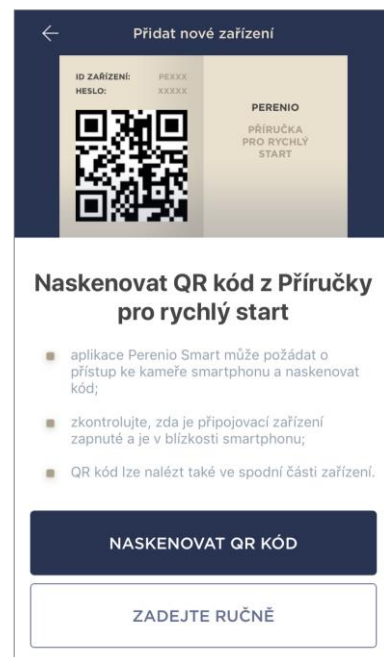 Přidat nové zařízení
ID ZAŘÍZENÍ: PEXXX
HESLO: XXXXX
PERENIO
PŘÍRUČKA
PRO RYCHLÝ
START
Naskenovat QR kód z Příručky
pro rychlý start
aplikace Perenio Smart může požádat o
přístup ke kameře smartphonu a naskenovat
kód;
zkontrolujte, zda je připojovací zařízení
zapnuté a je v blízkosti smartphonu;
QR kód lze nalézt také ve spodní části zařízení.
NASKENOVAT QR KÓD
ZADEJTE RUČNĚ